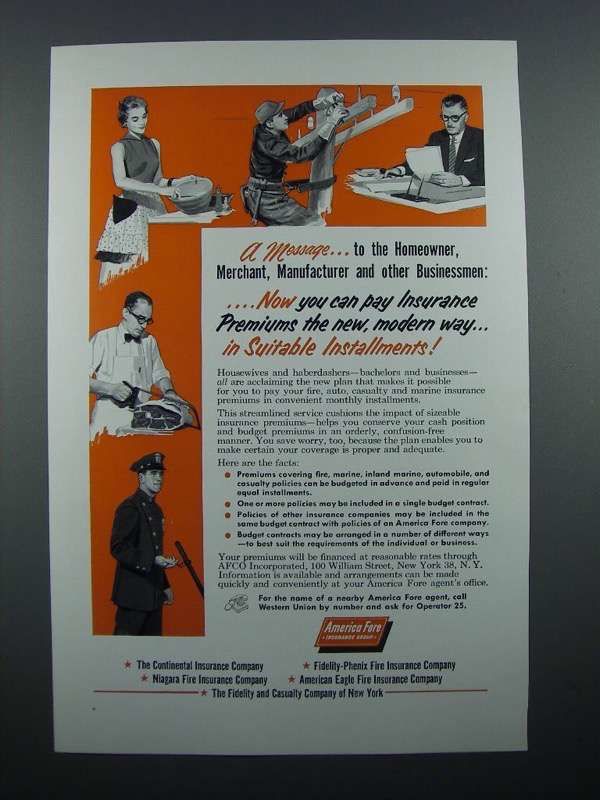 A Message... to the Homeowner,
Merchant, Manufacturer and other Businessmen:
....Now you can pay Insurance
Premiums the new, modern way...
in Suitable Installments!
Housewives and haberdashers—bachelors and businesses—
all are acclaiming the new plan that makes it possible
for you to pay your fire, auto, casualty and marine insurance
premiums in convenient monthly installments.
This streamlined service cushions the impact of sizeable
insurance premiums—helps you conserve your cash position
and budget premiums in an orderly, confusion-free
manner. You save worry, too, because the plan enables you to
make certain your coverage is proper and adequate.
Here are the facts:
● Premiums covering fire, marine, inland marine, automobile, and
casualty policies can be budgeted in advance and paid in regular
equal installments.
● One or more policies may be included in a single budget contract.
● Policies of other insurance companies may be included in the
same budget contract with policies of an America Fore company.
● Budget contracts may be arranged in a number of different ways
—to best suit the requirements of the individual or business.
Your premiums will be financed at reasonable rates through
AFCO Incorporated, 100 William Street, New York 38, N. Y.
Information is available and arrangements can be made
quickly and conveniently at your America Fore agent's office.
For the name of a nearby America Fore agent, call
Western Union by number and ask for Operator 25.
America Fore
INSURANCE GROUP
★ The Continental Insurance Company ★ Fidelity-Phenix Fire Insurance Company
★ Niagara Fire Insurance Company ★ American Eagle Fire Insurance Company
★ The Fidelity and Casualty Company of New York